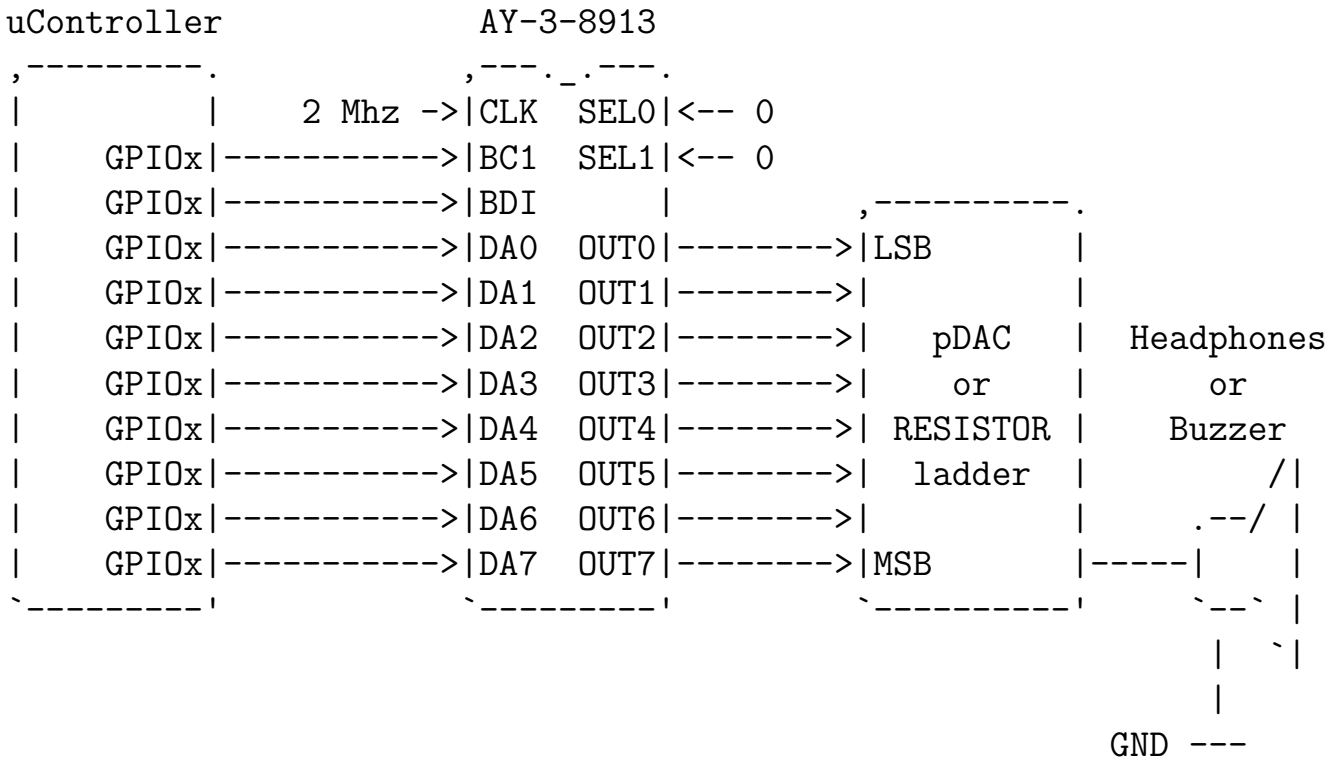 uController             AY-3-8913
,---------.            ,---._.---.
|         |    2 Mhz ->|CLK  SEL0|<-- 0
|    GPIOx|----------->|BC1  SEL1|<-- 0
|    GPIOx|----------->|BDI      |         ,----------.
|    GPIOx|----------->|DA0  OUT0|-------->|LSB       |
|    GPIOx|----------->|DA1  OUT1|-------->|          |
|    GPIOx|----------->|DA2  OUT2|-------->|   pDAC   |  Headphones
|    GPIOx|----------->|DA3  OUT3|-------->|    or    |      or
|    GPIOx|----------->|DA4  OUT4|-------->| RESISTOR |    Buzzer
|    GPIOx|----------->|DA5  OUT5|-------->|  ladder  |         /|
|    GPIOx|----------->|DA6  OUT6|-------->|          |     .--/ |
|    GPIOx|----------->|DA7  OUT7|-------->|MSB       |-----|    |
`---------'            `---------'         `----------'     `--` |
                                                             |  `|
                                                             |
                                                        GND ---